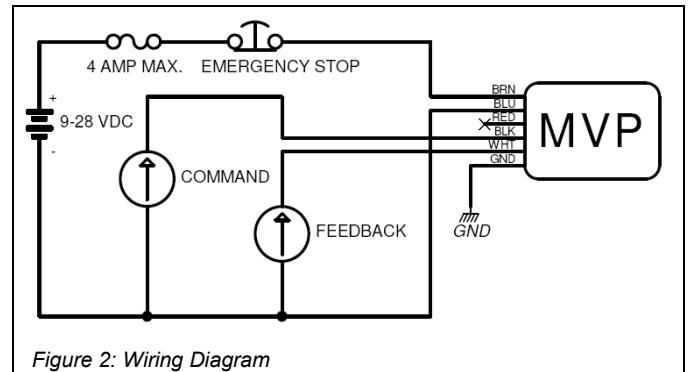 4 AMP MAX. EMERGENCY STOP
+
9-28 VDC
-
COMMAND
FEEDBACK
BRN
BLU
RED
BLK
WHT
GND
MVP
GND
Figure 2: Wiring Diagram